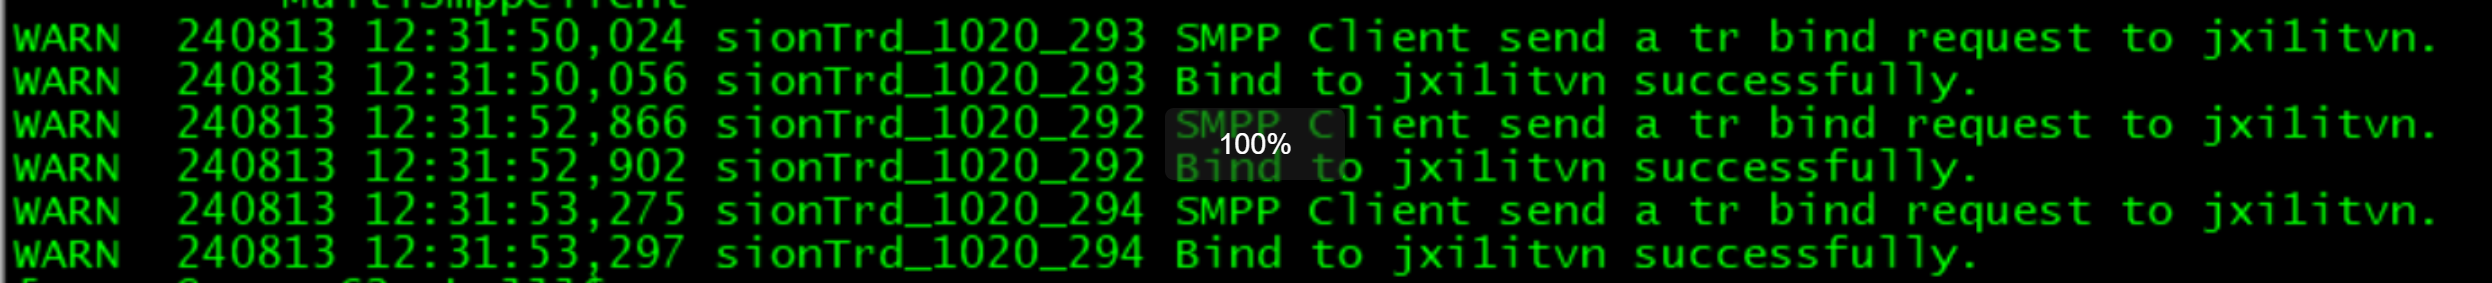 MultiSmppClient
WARN  240813 12:31:50,024 sionTrd_1020_293 SMPP Client send a tr bind request to jxi1itvn.
WARN  240813 12:31:50,056 sionTrd_1020_293 Bind to jxi1itvn successfully.
WARN  240813 12:31:52,866 sionTrd_1020_292 SMPP Client send a tr bind request to jxi1itvn.
100%
WARN  240813 12:31:52,902 sionTrd_1020_292 Bind to jxi1itvn successfully.
WARN  240813 12:31:53,275 sionTrd_1020_294 SMPP Client send a tr bind request to jxi1itvn.
WARN  240813 12:31:53,297 sionTrd_1020_294 Bind to jxi1itvn successfully.